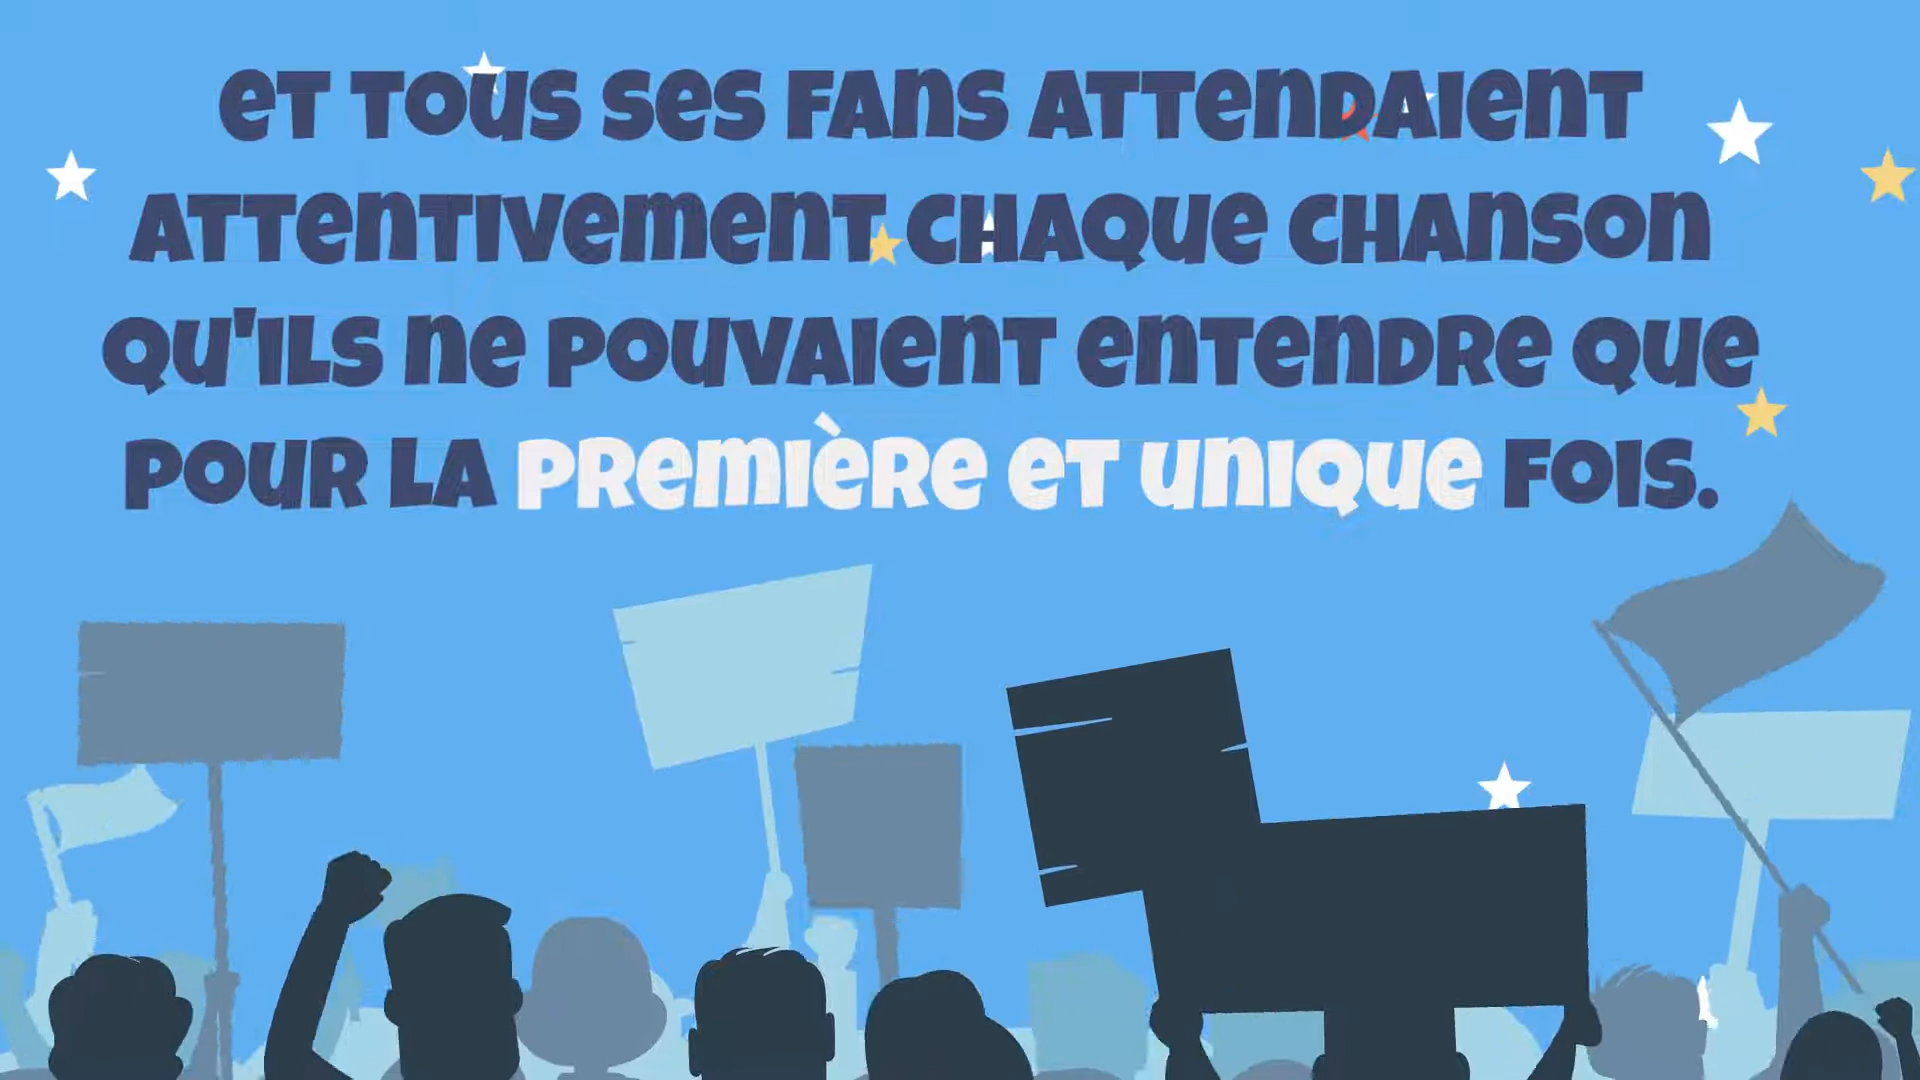 ET TOUS SES FANS ATTENDAIENT
ATTENTIVEMENT CHAQUE CHANSON
QU'ILS NE POUVAIENT ENTENDRE QUE
POUR LA PREMIÈRE ET UNIQUE FOIS.